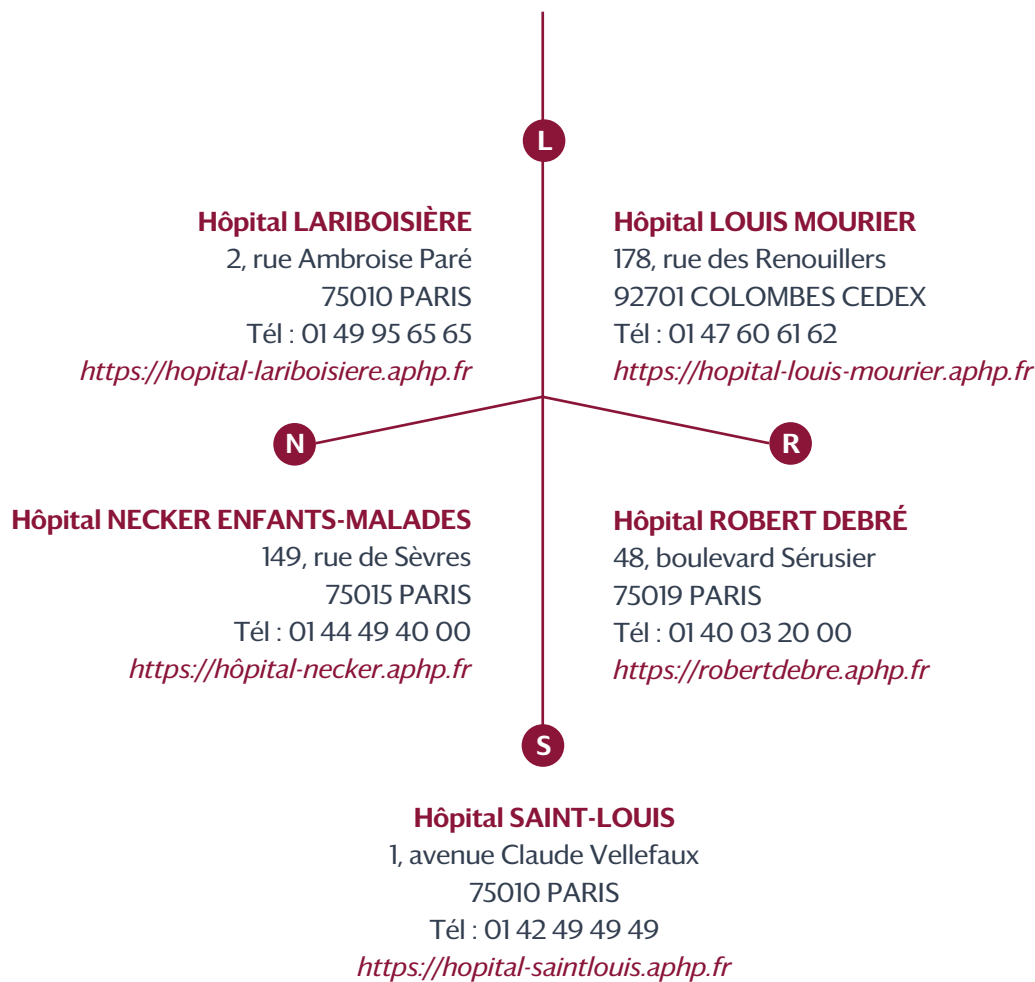 L
Hôpital LARIBOISIÈRE
2, rue Ambroise Paré
75010 PARIS
Tél : 01 49 95 65 65
https://hopital-lariboisiere.aphp.fr
Hôpital LOUIS MOURIER
178, rue des Renouillers
92701 COLOMBES CEDEX
Tél : 01 47 60 61 62
https://hopital-louis-mourier.aphp.fr
N
Hôpital NECKER ENFANTS-MALADES
149, rue de Sèvres
75015 PARIS
Tél : 01 44 49 40 00
https://hôpital-necker.aphp.fr
R
Hôpital ROBERT DEBRÉ
48, boulevard Sérusier
75019 PARIS
Tél : 01 40 03 20 00
https://robertdebre.aphp.fr
S
Hôpital SAINT-LOUIS
1, avenue Claude Vellefaux
75010 PARIS
Tél : 01 42 49 49 49
https://hopital-saintlouis.aphp.fr